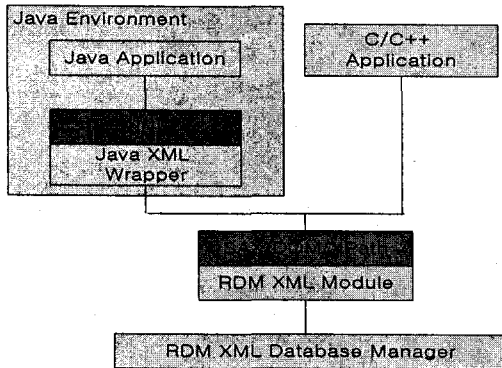 Java Environment
Java Application
Java XML
Wrapper
C/C++
Application
RDM XML Module
RDM XML Database Manager